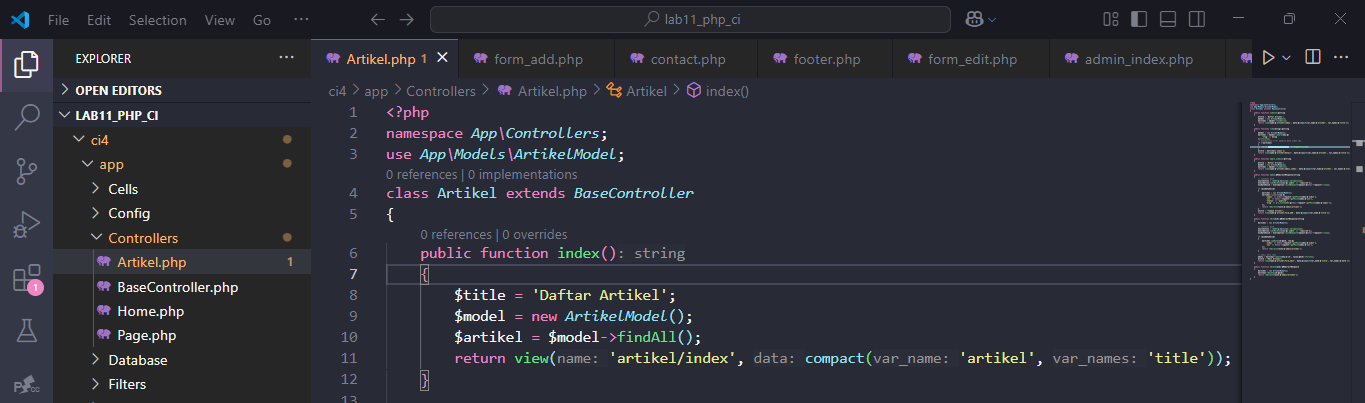 File Edit Selection View Go ··· lab11_php_ci
EXPLORER ···
OPEN EDITORS
LAB11_PHP_CI
ci4
app
Cells
Config
Controllers
Artikel.php 1
BaseController.php
Home.php
Page.php
Database
Filters
1
Artikel.php 1 form_add.php contact.php footer.php form_edit.php admin_index.php ···
ci4 > app > Controllers > Artikel.php > Artikel > index()
1 <?php
2 namespace App\Controllers;
3 use App\Models\ArtikelModel;
0 references | 0 implementations
4 class Artikel extends BaseController
5 {
0 references | 0 overrides
6 public function index(): string
7 {
8 $title = 'Daftar Artikel';
9 $model = new ArtikelModel();
10 $artikel = $model->findAll();
11 return view(name: 'artikel/index', data: compact(var_name: 'artikel', var_names: 'title'));
12 }
13